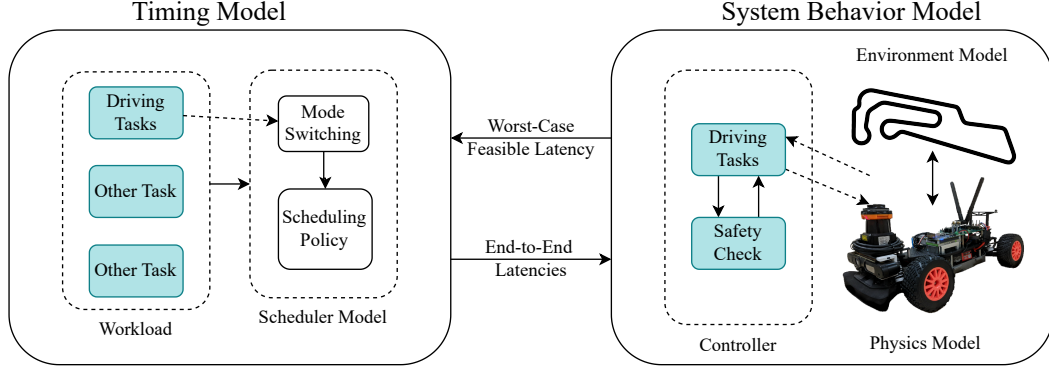 Timing Model
Driving
Tasks
Other Task
Other Task
Workload
Mode
Switching
Scheduling
Policy
Scheduler Model
Worst-Case
Feasible Latency
End-to-End
Latencies
System Behavior Model
Environment Model
Driving
Tasks
Safety
Check
Controller
Physics Model